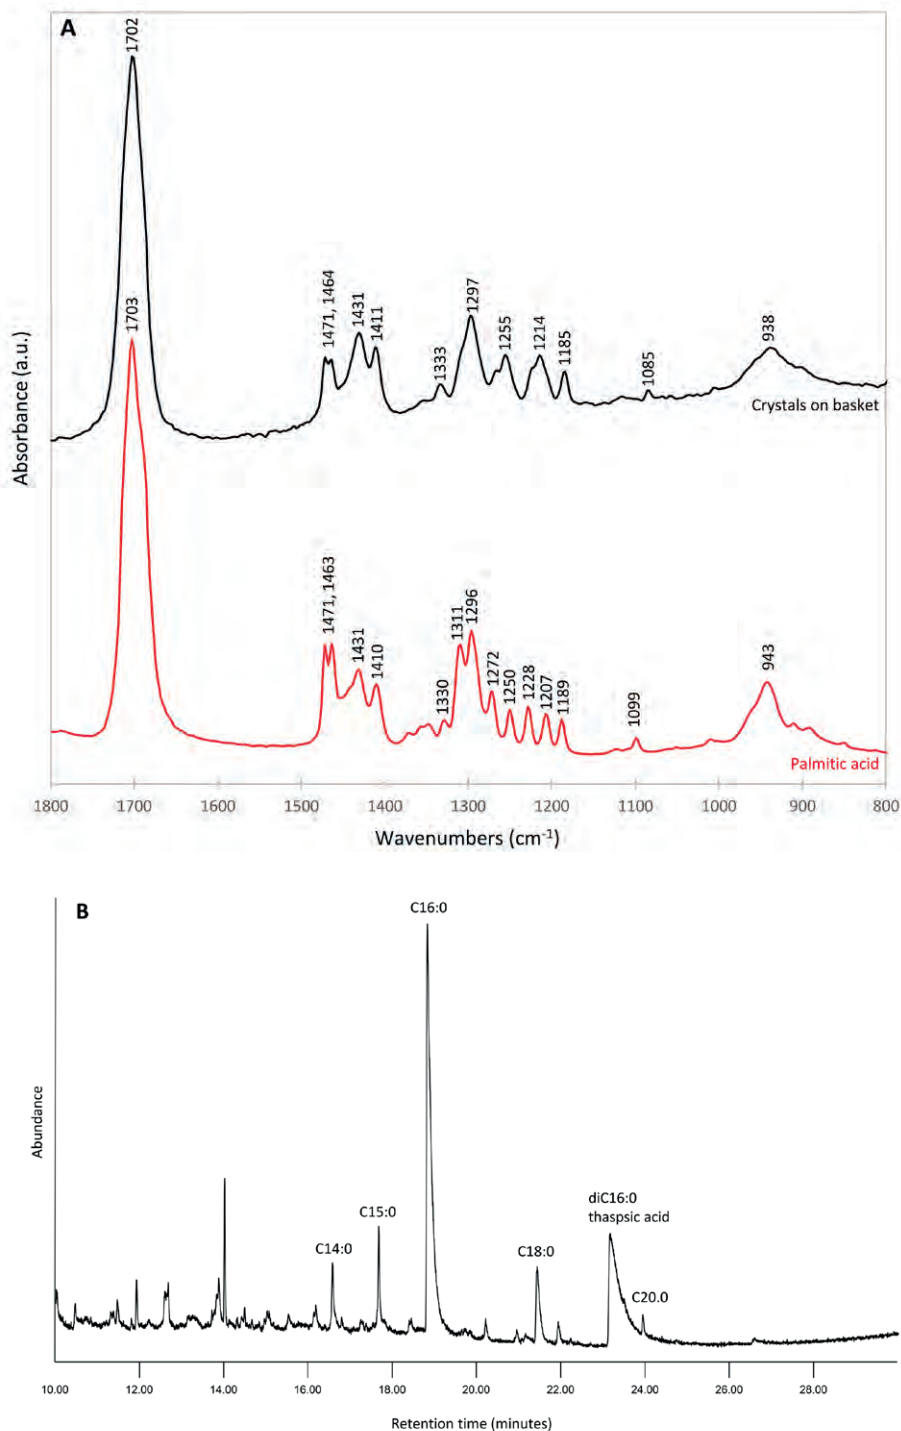 A
1702
1471, 1464
1431
1411
1333
1297
1255
1214
1185
1085
938
Crystals on basket
1703
1471, 1463
1431
1410
1330
1311
1296
1272
1250
1228
1207
1189
1099
943
Palmitic acid
Absorbance (a.u.)
1800 1700 1600 1500 1400 1300 1200 1100 1000 900 800
Wavenumbers (cm⁻¹)
B
C16:0
C14:0
C15:0
C18:0
diC16:0
thaspsic acid
C20.0
Abundance
10.00 12.00 14.00 16.00 18.00 20.00 22.00 24.00 26.00 28.00
Retention time (minutes)